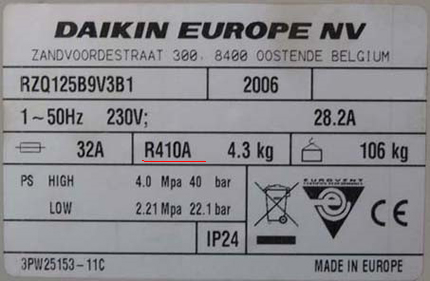 DAIKIN EUROPE NV
ZANDVOORDESTRAAT 300, 8400 OOSTENDE BELGIUM
RZQ125B9V3B1 2006
1~50Hz 230V; 28.2A
32A R410A 4.3 kg 106 kg
PS HIGH 4.0 Mpa 40 bar
LOW 2.21 Mpa 22.1 bar
EUROVENT
CE
IP24
3PW25153-11C MADE IN EUROPE